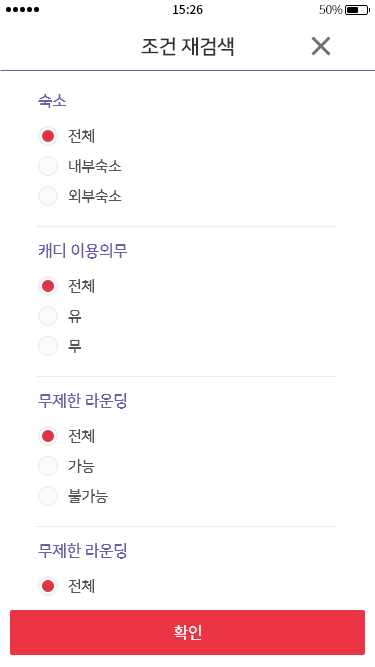 15:26
50%
조건 재검색
숙소
전체
내부숙소
외부숙소
캐디 이용의무
전체
유
무
무제한 라운딩
전체
가능
불가능
무제한 라운딩
전체
확인